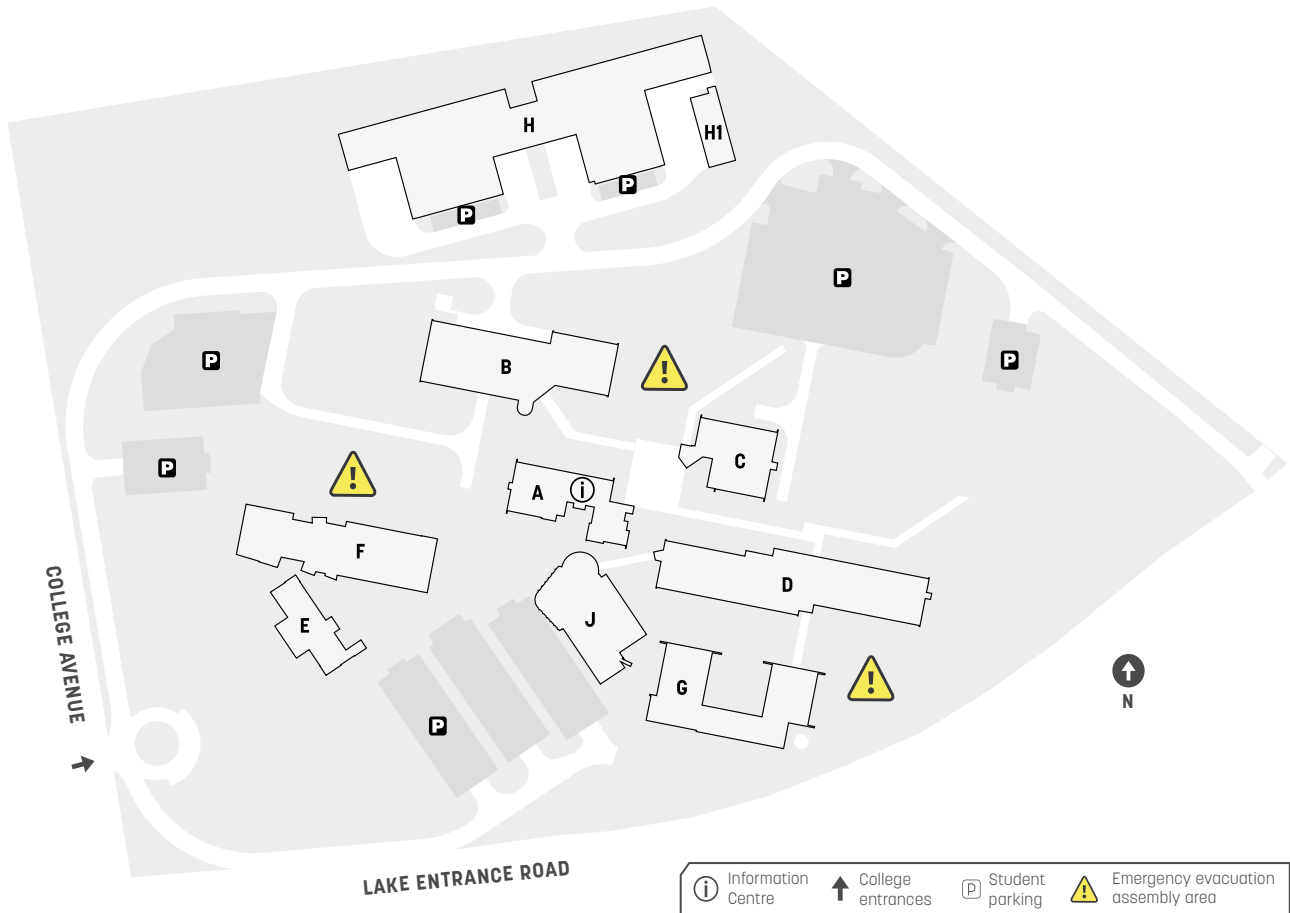 H
H1
P
P
P
P
B
P
P
C
P
A
i
F
D
E
J
G
P
N
COLLEGE AVENUE
LAKE ENTRANCE ROAD
i Information
Centre
College
entrances
P Student
parking
Emergency evacuation
assembly area